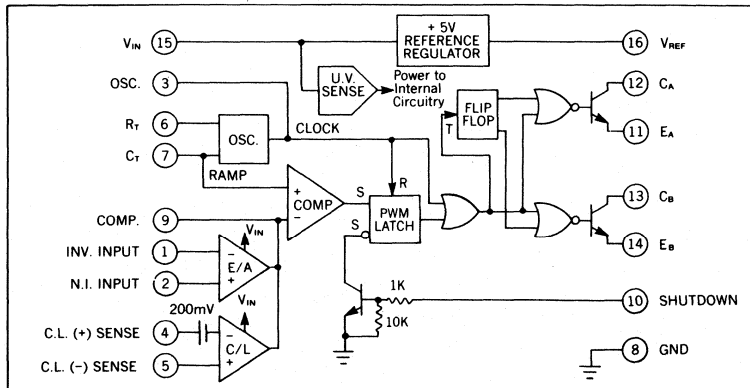 V_IN 15
+ 5V REFERENCE REGULATOR
16 V_REF
OSC. 3
U.V. SENSE
Power to Internal Circuitry
FLIP FLOP
T
12 C_A
11 E_A
R_T 6
OSC.
CLOCK
C_T 7
RAMP
+
COMP
−
S
R
PWM LATCH
S
13 C_B
14 E_B
COMP. 9
V_IN
INV. INPUT 1
−
E/A
N.I. INPUT 2
+
1K
10 SHUTDOWN
10K
200mV
V_IN
C.L. (+) SENSE 4
−
C/L
C.L. (−) SENSE 5
+
8 GND